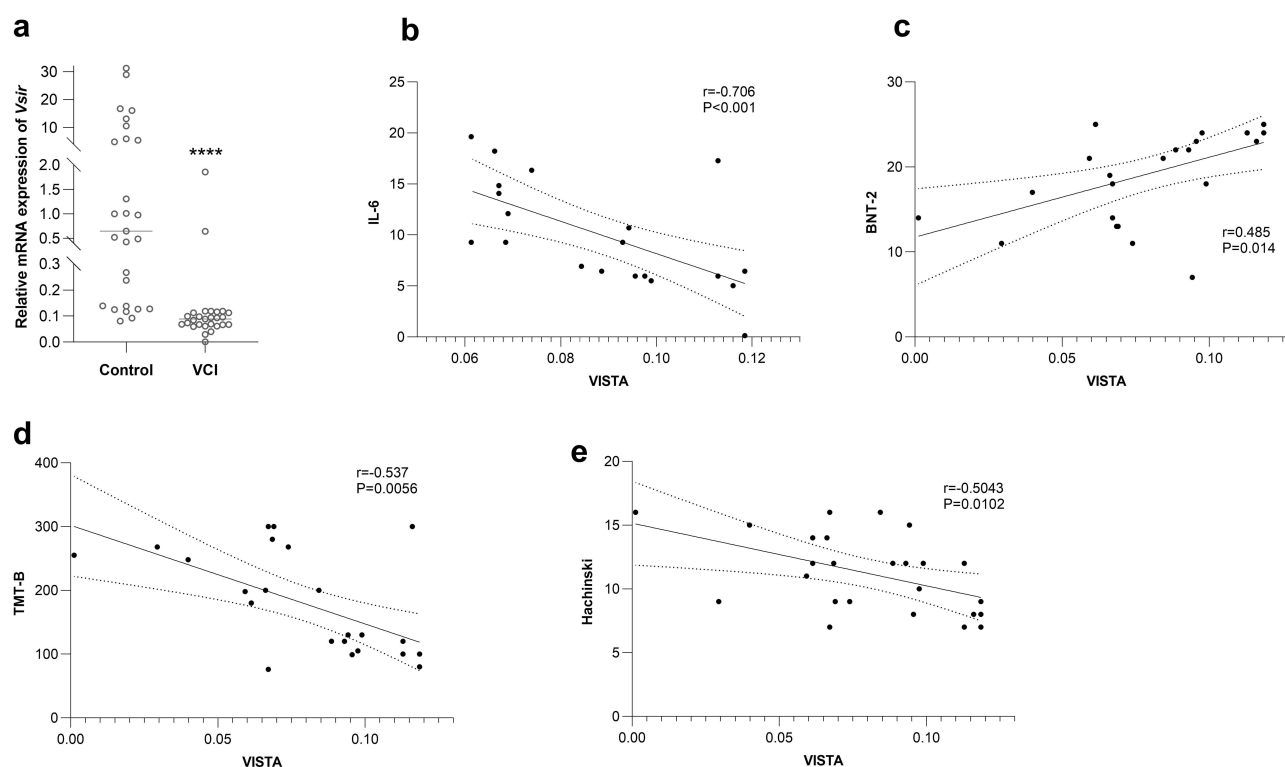 a
Relative mRNA expression of Vsir
30
20
10
2.0
1.5
1.0
0.5
0.3
0.2
0.1
0.0
****
Control
VCI
b
IL-6
25
20
15
10
5
0
r=-0.706
P<0.001
0.06
0.08
0.10
0.12
VISTA
c
BNT-2
30
20
10
0
r=0.485
P=0.014
0.00
0.05
0.10
VISTA
d
TMT-B
400
300
200
100
0
r=-0.537
P=0.0056
0.00
0.05
0.10
VISTA
e
Hachinski
20
15
10
5
0
r=-0.5043
P=0.0102
0.00
0.05
0.10
VISTA